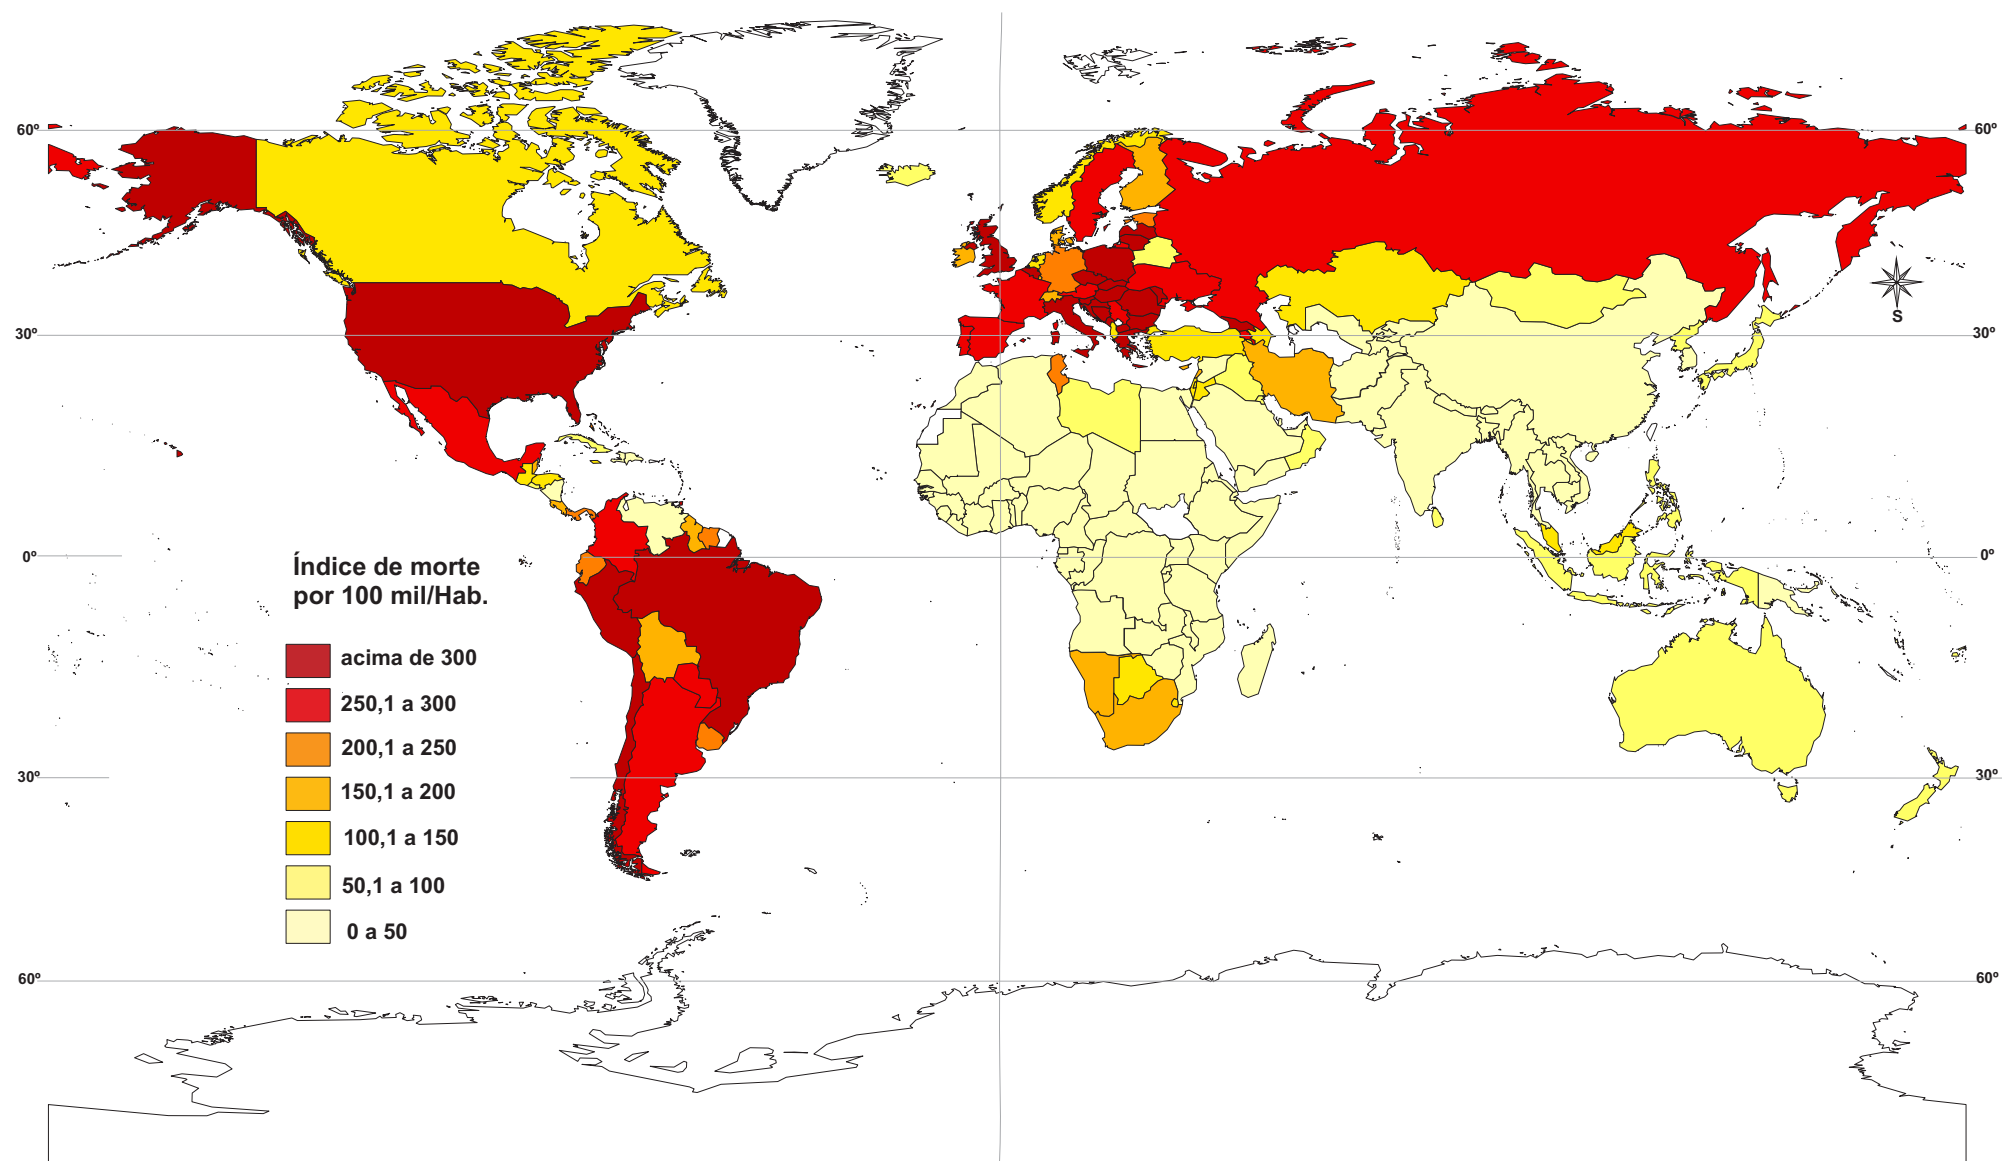 60º
60º
S
30º
30º
0º
0º
Índice de morte
por 100 mil/Hab.
acima de 300
250,1 a 300
200,1 a 250
150,1 a 200
100,1 a 150
50,1 a 100
0 a 50
30º
30º
60º
60º